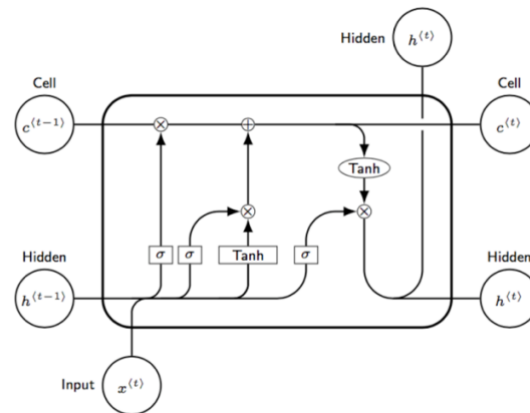 Hidden
h⟨t⟩
Cell
Cell
c⟨t−1⟩
⊗
⊕
c⟨t⟩
Tanh
⊗
⊗
Hidden
Hidden
σ
σ
Tanh
σ
h⟨t−1⟩
h⟨t⟩
Input
x⟨t⟩